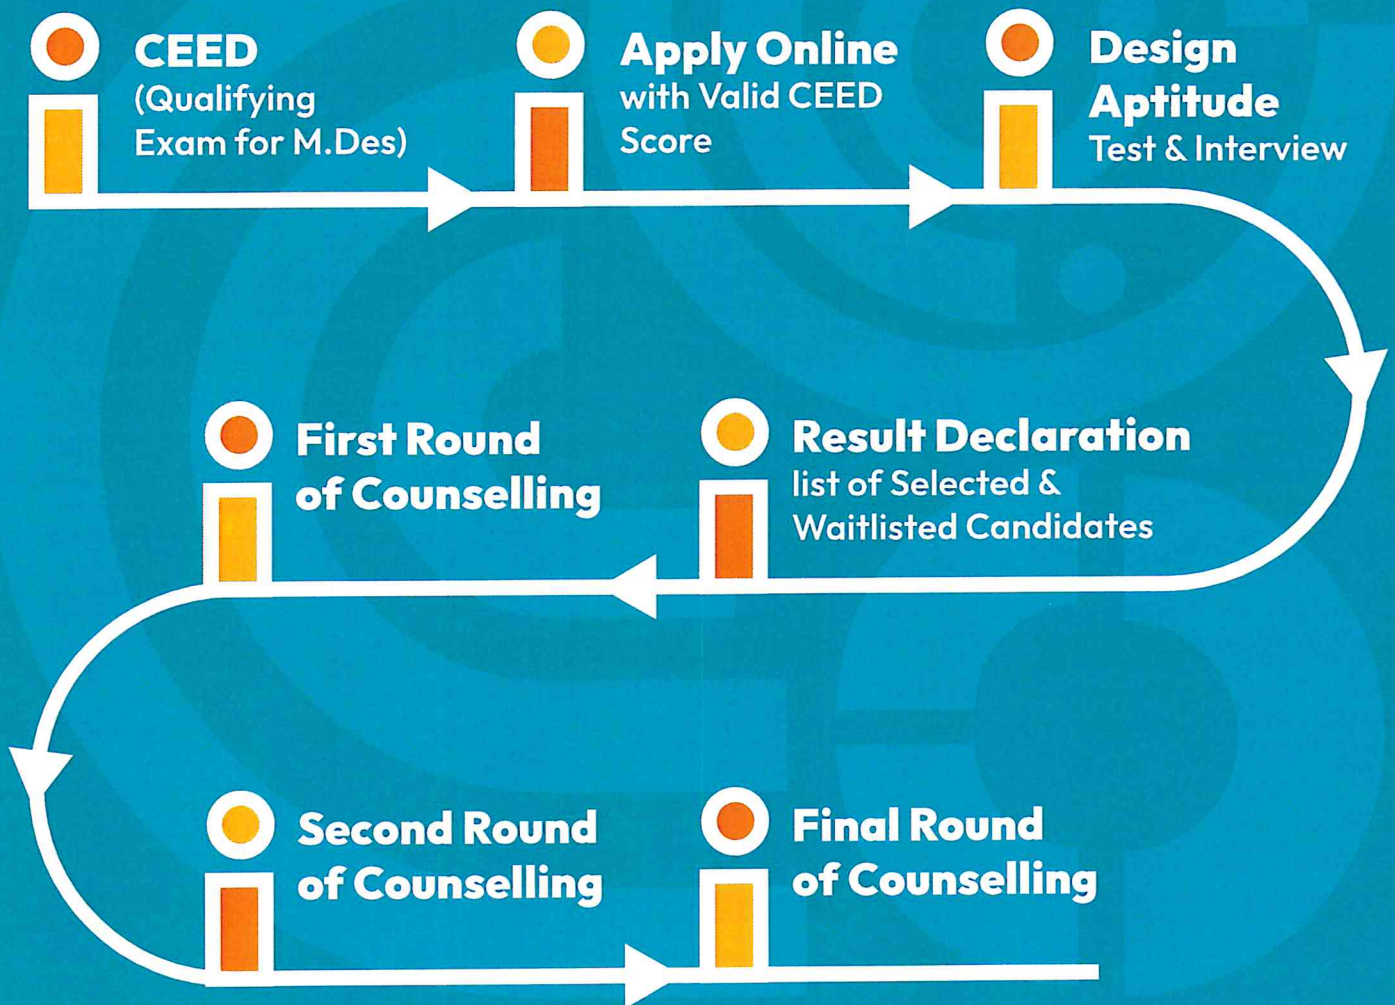 CEED
(Qualifying
Exam for M.Des)
Apply Online
with Valid CEED
Score
Design
Aptitude
Test & Interview
Result Declaration
list of Selected &
Waitlisted Candidates
First Round
of Counselling
Second Round
of Counselling
Final Round
of Counselling